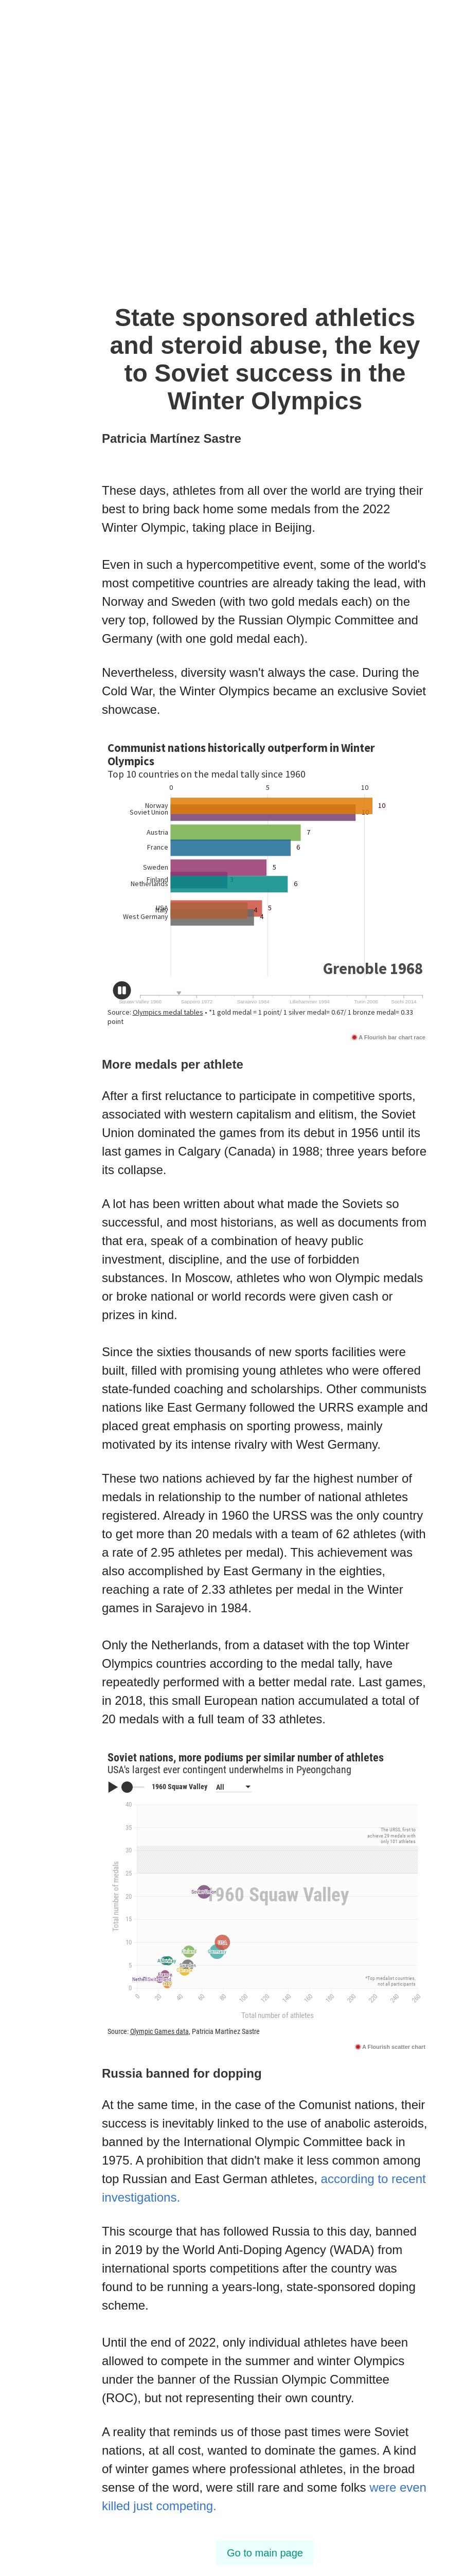 State sponsored athletics
and steroid abuse, the key
to Soviet success in the
Winter Olympics
Patricia Martínez Sastre
These days, athletes from all over the world are trying their
best to bring back home some medals from the 2022
Winter Olympic, taking place in Beijing.
Even in such a hypercompetitive event, some of the world's
most competitive countries are already taking the lead, with
Norway and Sweden (with two gold medals each) on the
very top, followed by the Russian Olympic Committee and
Germany (with one gold medal each).
Nevertheless, diversity wasn't always the case. During the
Cold War, the Winter Olympics became an exclusive Soviet
showcase.
Communist nations historically outperform in Winter
Olympics
Top 10 countries on the medal tally since 1960
0 5 10
Norway 10
Soviet Union 10
Austria 7
France 6
Sweden 5
Finland
Netherlands 6
USA 5
Italy 4
West Germany 4
Grenoble 1968
Squaw Valley 1960 Sapporo 1972 Sarajevo 1984 Lillehammer 1994 Turin 2006 Sochi 2014
Source: Olympics medal tables • *1 gold medal = 1 point/ 1 silver medal= 0.67/ 1 bronze medal= 0.33
point
A Flourish bar chart race
More medals per athlete
After a first reluctance to participate in competitive sports,
associated with western capitalism and elitism, the Soviet
Union dominated the games from its debut in 1956 until its
last games in Calgary (Canada) in 1988; three years before
its collapse.
A lot has been written about what made the Soviets so
successful, and most historians, as well as documents from
that era, speak of a combination of heavy public
investment, discipline, and the use of forbidden
substances. In Moscow, athletes who won Olympic medals
or broke national or world records were given cash or
prizes in kind.
Since the sixties thousands of new sports facilities were
built, filled with promising young athletes who were offered
state-funded coaching and scholarships. Other communists
nations like East Germany followed the URRS example and
placed great emphasis on sporting prowess, mainly
motivated by its intense rivalry with West Germany.
These two nations achieved by far the highest number of
medals in relationship to the number of national athletes
registered. Already in 1960 the URSS was the only country
to get more than 20 medals with a team of 62 athletes (with
a rate of 2.95 athletes per medal). This achievement was
also accomplished by East Germany in the eighties,
reaching a rate of 2.33 athletes per medal in the Winter
games in Sarajevo in 1984.
Only the Netherlands, from a dataset with the top Winter
Olympics countries according to the medal tally, have
repeatedly performed with a better medal rate. Last games,
in 2018, this small European nation accumulated a total of
20 medals with a full team of 33 athletes.
Soviet nations, more podiums per similar number of athletes
USA's largest ever contingent underwhelms in Pyeongchang
1960 Squaw Valley All
40
35
The URSS, first to
achieve 29 medals with
only 101 athletes
30
25
20
1960 Squaw Valley
15
10
5
*Top medalist countries,
not all participants
0
0 20 40 60 80 100 120 140 160 180 200 220 240 260
Total number of medals
Total number of athletes
Source: Olympic Games data, Patricia Martínez Sastre
A Flourish scatter chart
Russia banned for dopping
At the same time, in the case of the Comunist nations, their
success is inevitably linked to the use of anabolic asteroids,
banned by the International Olympic Committee back in
1975. A prohibition that didn't make it less common among
top Russian and East German athletes, according to recent
investigations.
This scourge that has followed Russia to this day, banned
in 2019 by the World Anti-Doping Agency (WADA) from
international sports competitions after the country was
found to be running a years-long, state-sponsored doping
scheme.
Until the end of 2022, only individual athletes have been
allowed to compete in the summer and winter Olympics
under the banner of the Russian Olympic Committee
(ROC), but not representing their own country.
A reality that reminds us of those past times were Soviet
nations, at all cost, wanted to dominate the games. A kind
of winter games where professional athletes, in the broad
sense of the word, were still rare and some folks were even
killed just competing.
Go to main page